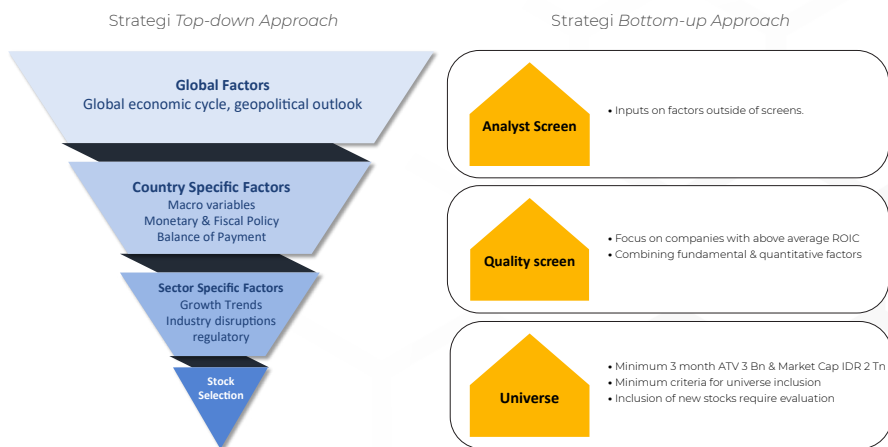 Strategi Top-down Approach
Global Factors
Global economic cycle, geopolitical outlook
Country Specific Factors
Macro variables
Monetary & Fiscal Policy
Balance of Payment
Sector Specific Factors
Growth Trends
Industry disruptions
regulatory
Stock
Selection
Strategi Bottom-up Approach
Analyst Screen
• Inputs on factors outside of screens.
Quality screen
• Focus on companies with above average ROIC
• Combining fundamental & quantitative factors
Universe
• Minimum 3 month ATV 3 Bn & Market Cap IDR 2 Tn
• Minimum criteria for universe inclusion
• Inclusion of new stocks require evaluation